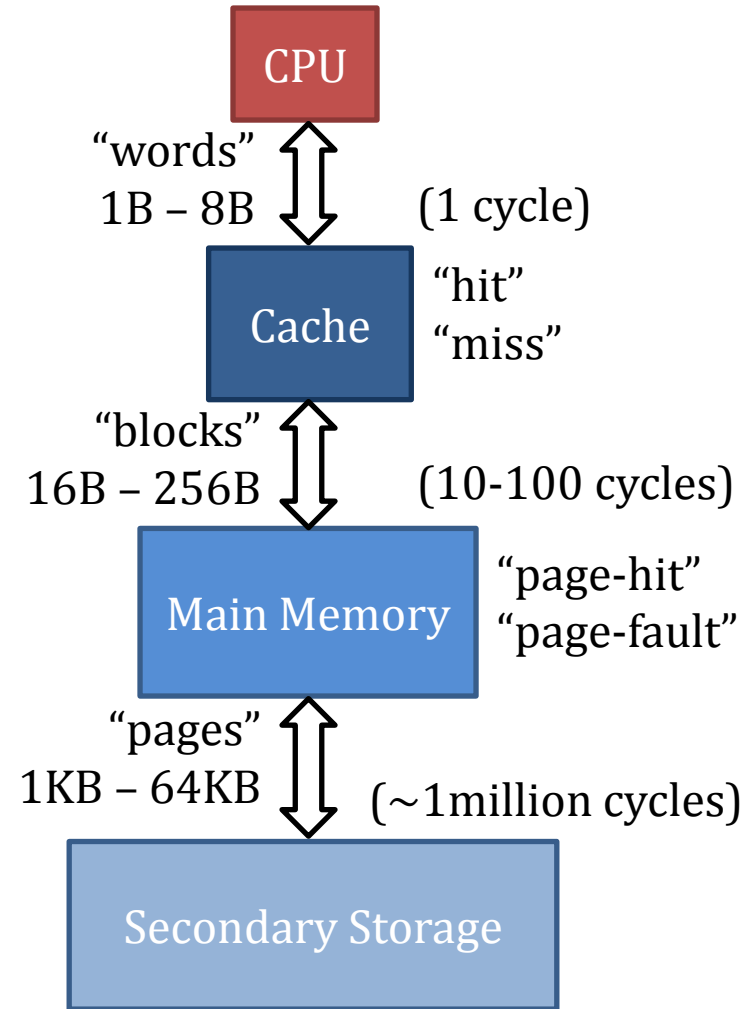 CPU
“words”
1B – 8B
(1 cycle)
Cache
“hit”
“miss”
“blocks”
16B – 256B
(10-100 cycles)
Main Memory
“page-hit”
“page-fault”
“pages”
1KB – 64KB
(~1million cycles)
Secondary Storage